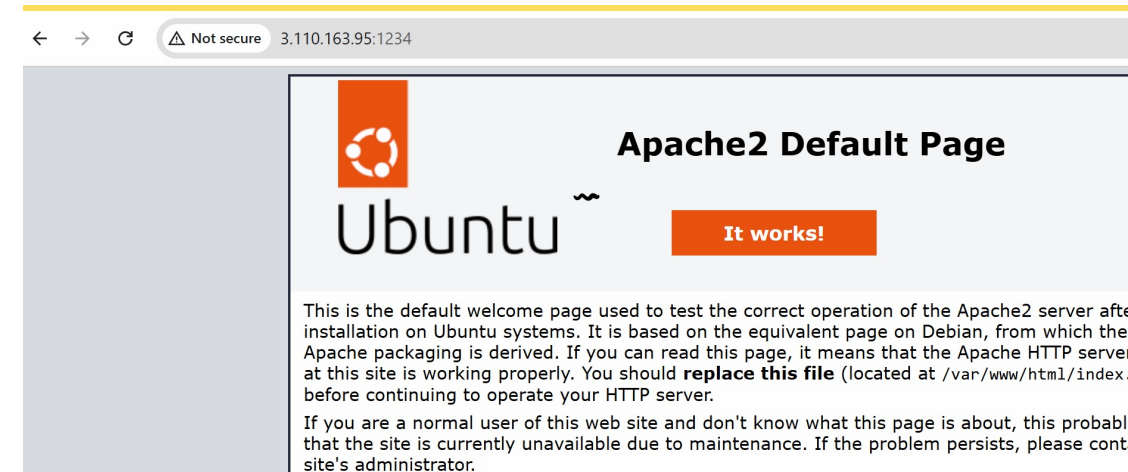 Not secure 3.110.163.95:1234
Apache2 Default Page
Ubuntu
It works!
This is the default welcome page used to test the correct operation of the Apache2 server afte
installation on Ubuntu systems. It is based on the equivalent page on Debian, from which the
Apache packaging is derived. If you can read this page, it means that the Apache HTTP server
at this site is working properly. You should replace this file (located at /var/www/html/index.
before continuing to operate your HTTP server.
If you are a normal user of this web site and don't know what this page is about, this probabl
that the site is currently unavailable due to maintenance. If the problem persists, please cont
site's administrator.